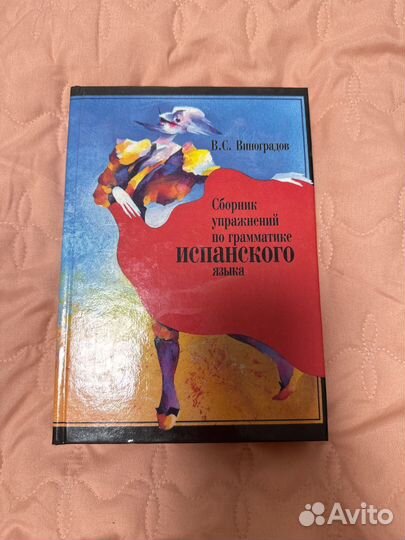 В.С. Виноградов
Сборник
упражнений
по грамматике
испанского
языка
Avito